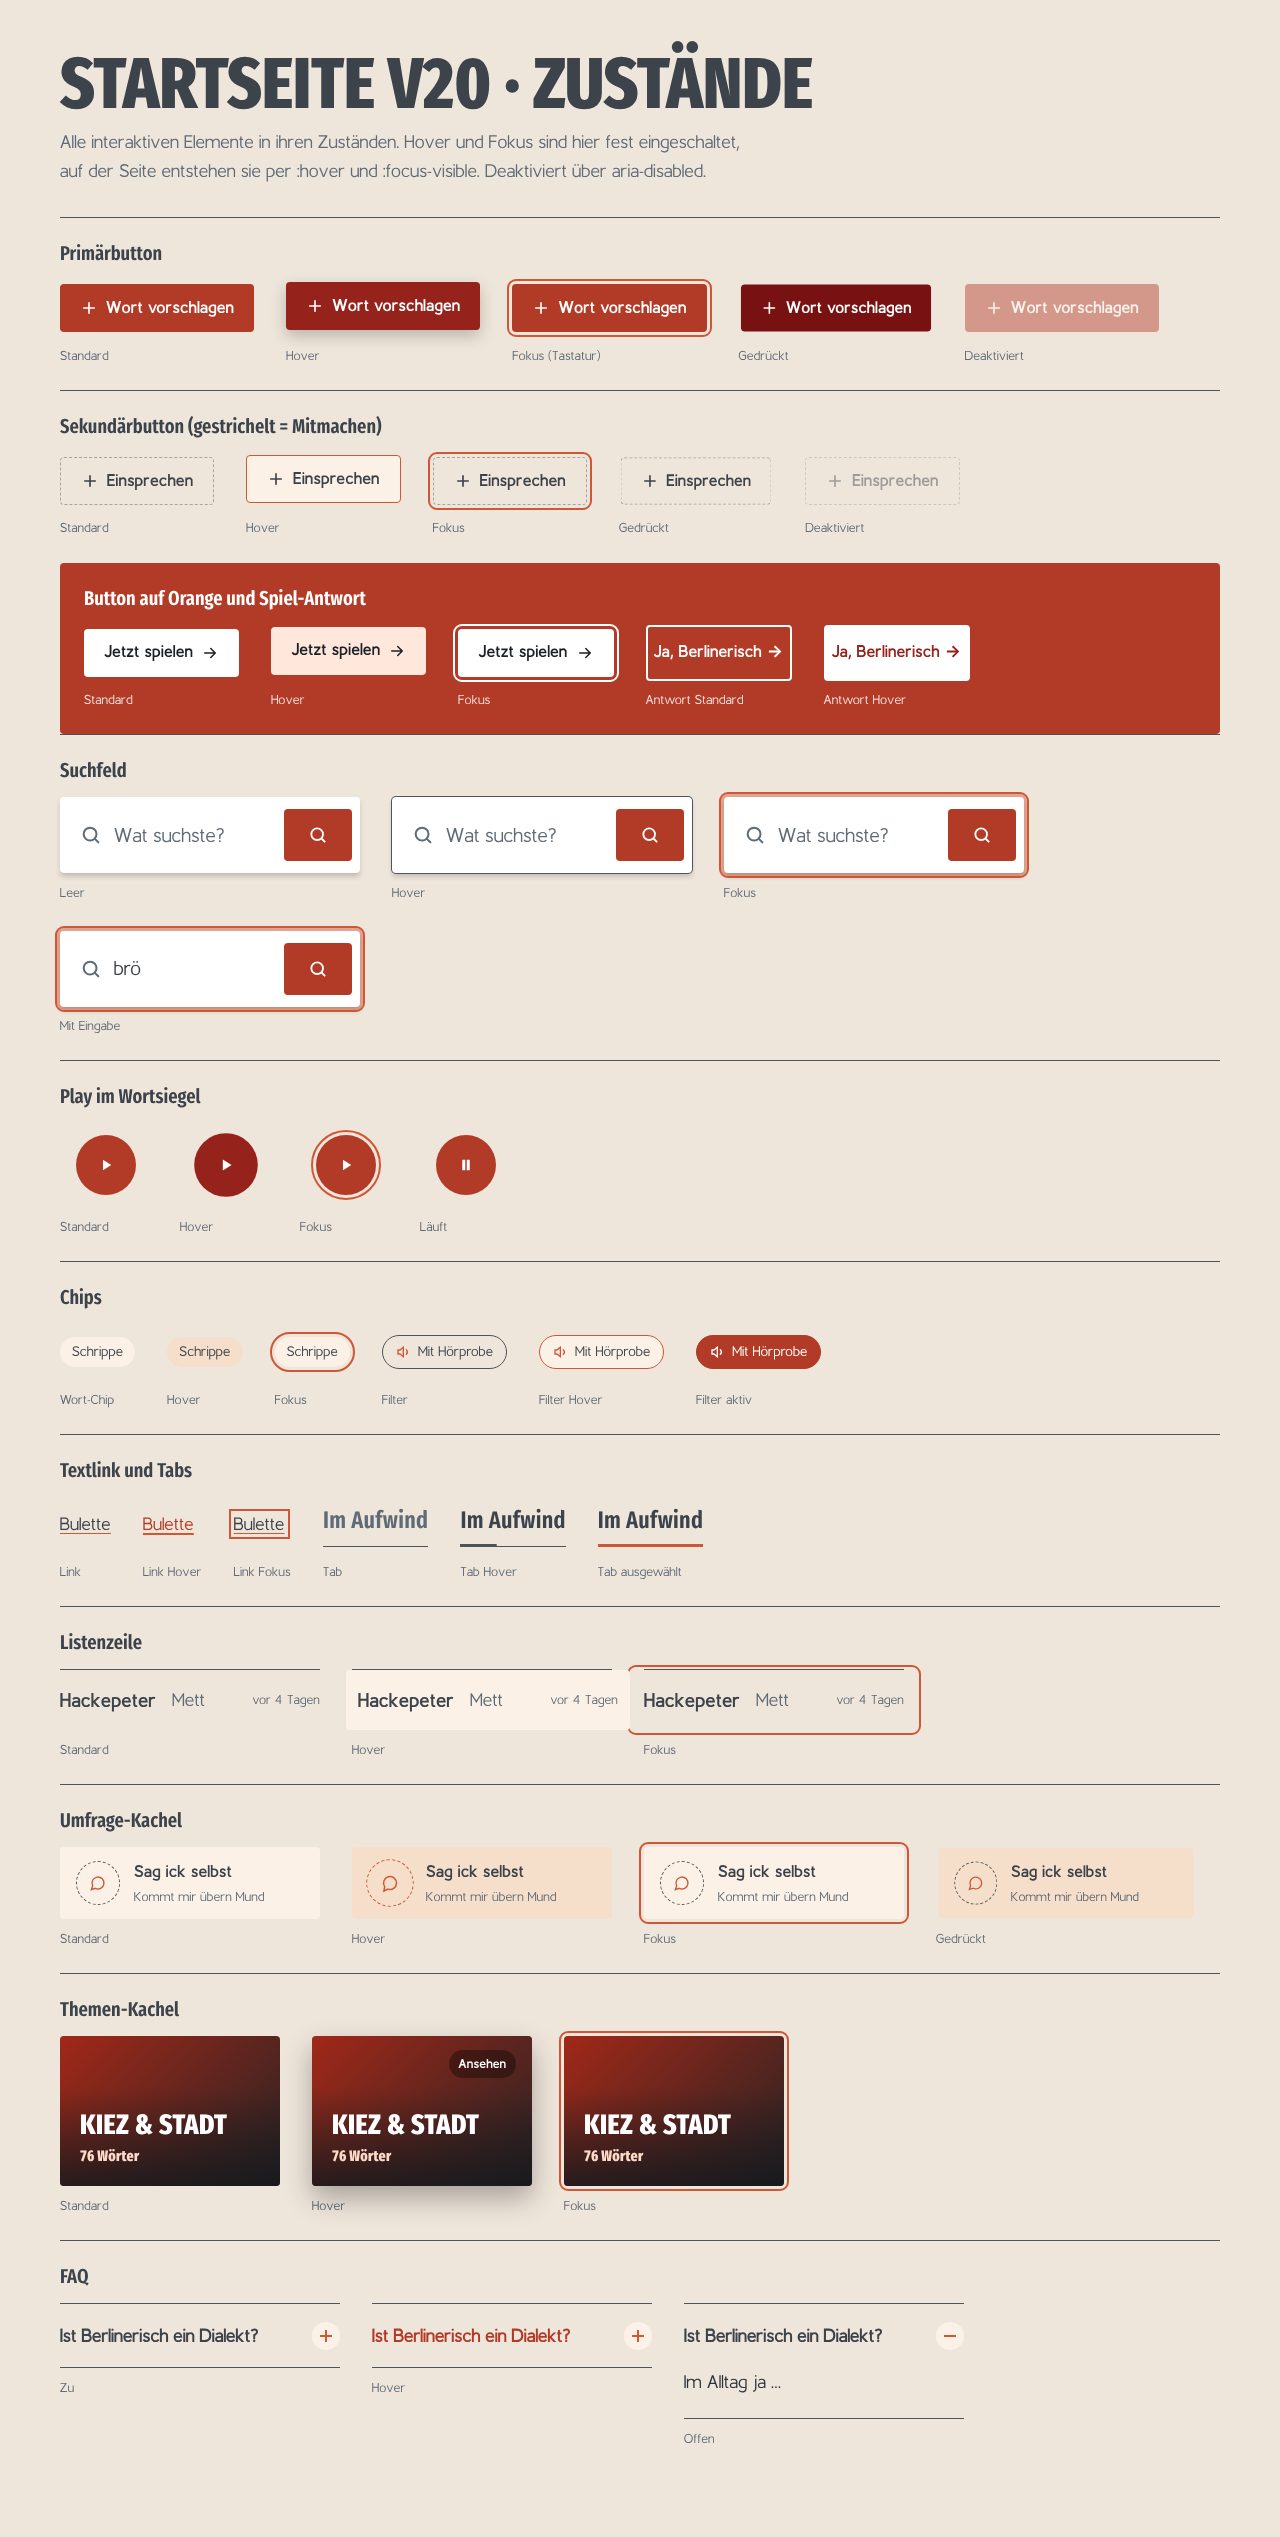 STARTSEITE V20 · ZUSTÄNDE
Alle interaktiven Elemente in ihren Zuständen. Hover und Fokus sind hier fest eingeschaltet,
auf der Seite entstehen sie per :hover und :focus-visible. Deaktiviert über aria-disabled.
Primärbutton
Wort vorschlagen Wort vorschlagen Wort vorschlagen Wort vorschlagen Wort vorschlagen
Standard Hover Fokus (Tastatur) Gedrückt Deaktiviert
Sekundärbutton (gestrichelt = Mitmachen)
Einsprechen Einsprechen Einsprechen Einsprechen Einsprechen
Standard Hover Fokus Gedrückt Deaktiviert
Button auf Orange und Spiel-Antwort
Jetzt spielen → Jetzt spielen → Jetzt spielen → Ja, Berlinerisch → Ja, Berlinerisch →
Standard Hover Fokus Antwort Standard Antwort Hover
Suchfeld
Wat suchste? Wat suchste? Wat suchste?
Leer Hover Fokus
brö
Mit Eingabe
Play im Wortsiegel
Standard Hover Fokus Läuft
Chips
Schrippe Schrippe Schrippe Mit Hörprobe Mit Hörprobe Mit Hörprobe
Wort-Chip Hover Fokus Filter Filter Hover Filter aktiv
Textlink und Tabs
Bulette Bulette Bulette Im Aufwind Im Aufwind Im Aufwind
Link Link Hover Link Fokus Tab Tab Hover Tab ausgewählt
Listenzeile
Hackepeter Mett vor 4 Tagen Hackepeter Mett vor 4 Tagen Hackepeter Mett vor 4 Tagen
Standard Hover Fokus
Umfrage-Kachel
Sag ick selbst Sag ick selbst Sag ick selbst Sag ick selbst
Kommt mir übern Mund Kommt mir übern Mund Kommt mir übern Mund Kommt mir übern Mund
Standard Hover Fokus Gedrückt
Themen-Kachel
Ansehen
KIEZ & STADT KIEZ & STADT KIEZ & STADT
76 Wörter 76 Wörter 76 Wörter
Standard Hover Fokus
FAQ
Ist Berlinerisch ein Dialekt? Ist Berlinerisch ein Dialekt? Ist Berlinerisch ein Dialekt?
Im Alltag ja ...
Zu Hover
Offen